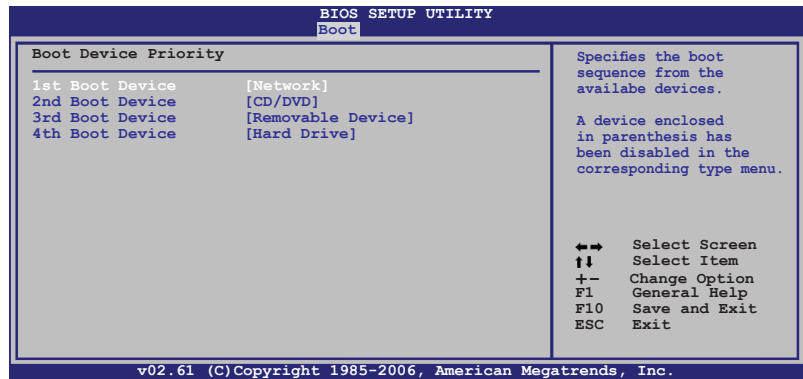 BIOS SETUP UTILITY
Boot
Boot Device Priority
1st Boot Device [Network]
2nd Boot Device [CD/DVD]
3rd Boot Device [Removable Device]
4th Boot Device [Hard Drive]
Specifies the boot
sequence from the
availabe devices.
A device enclosed
in parenthesis has
been disabled in the
corresponding type menu.
←→ Select Screen
↑↓ Select Item
+- Change Option
F1 General Help
F10 Save and Exit
ESC Exit
v02.61 (C)Copyright 1985-2006, American Megatrends, Inc.